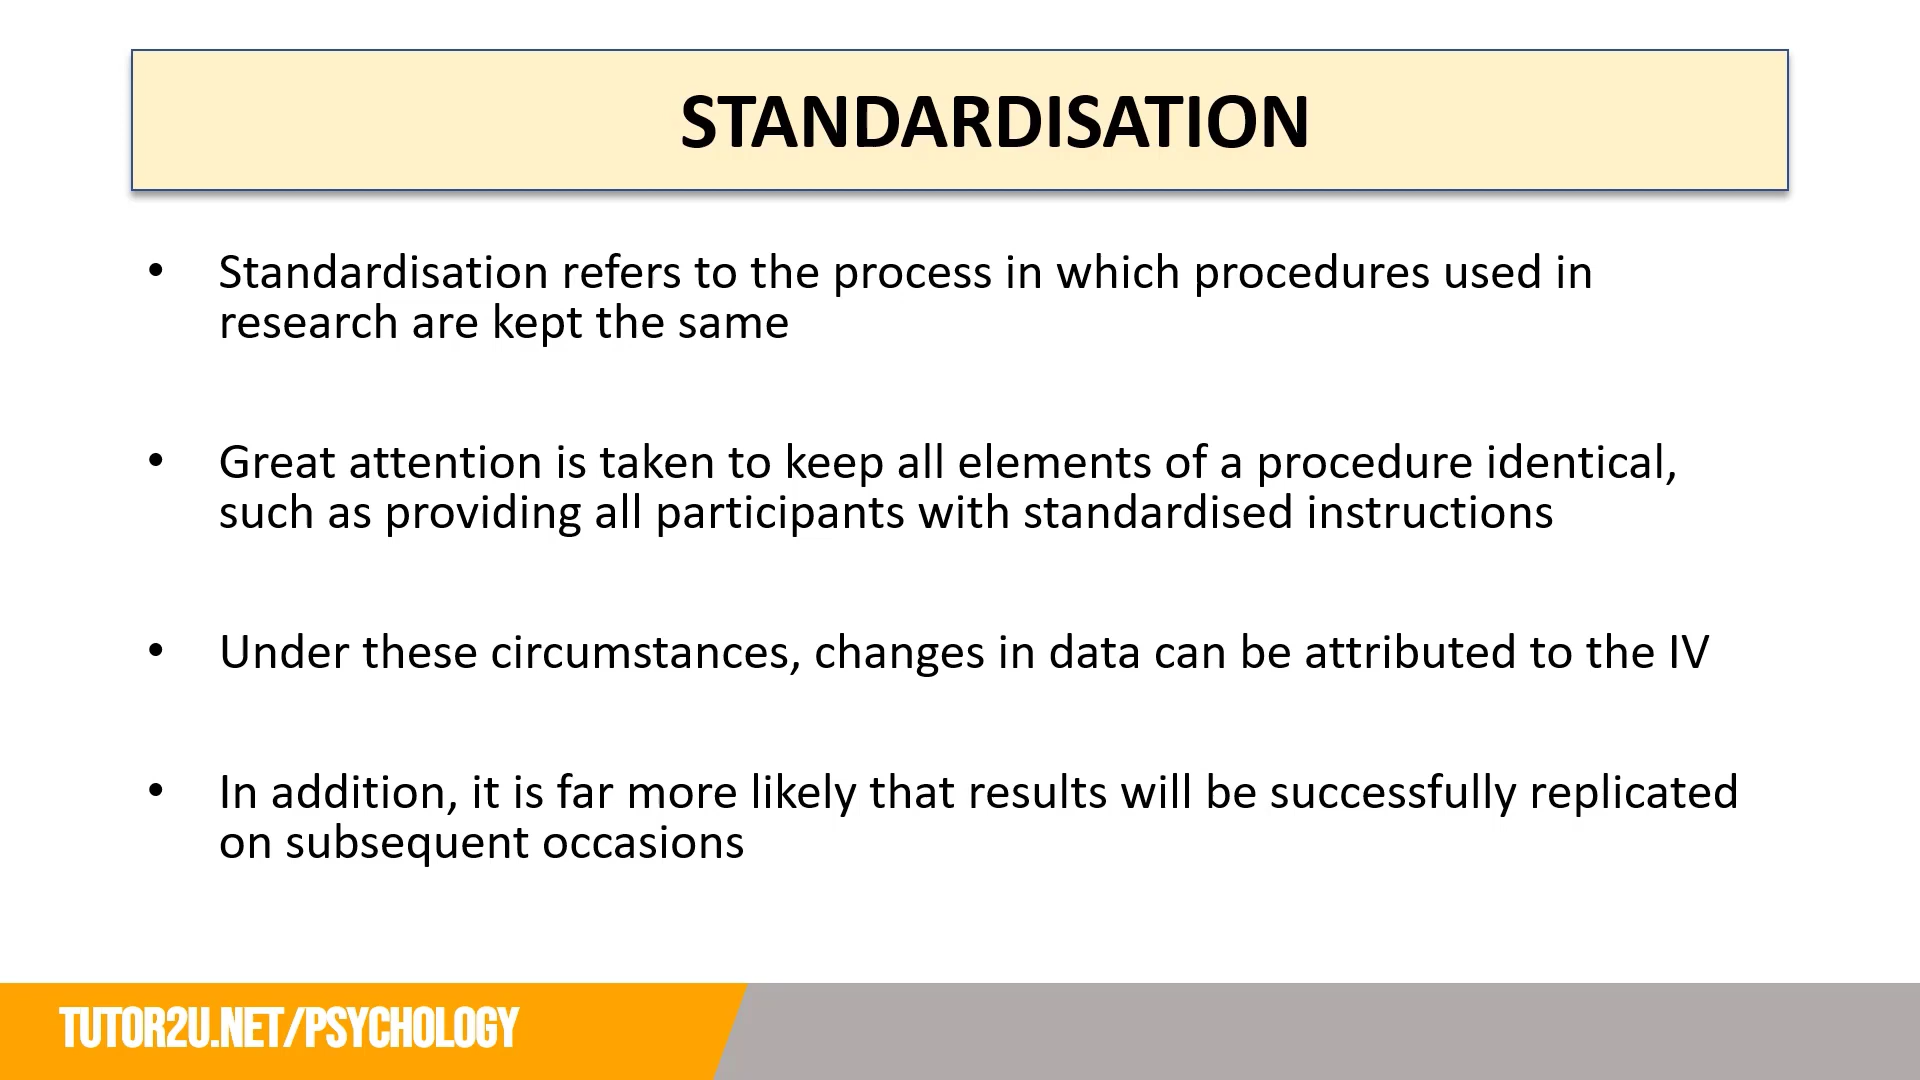 STANDARDISATION
• Standardisation refers to the process in which procedures used in
research are kept the same
• Great attention is taken to keep all elements of a procedure identical,
such as providing all participants with standardised instructions
• Under these circumstances, changes in data can be attributed to the IV
• In addition, it is far more likely that results will be successfully replicated
on subsequent occasions
TUTOR2U.NET/PSYCHOLOGY